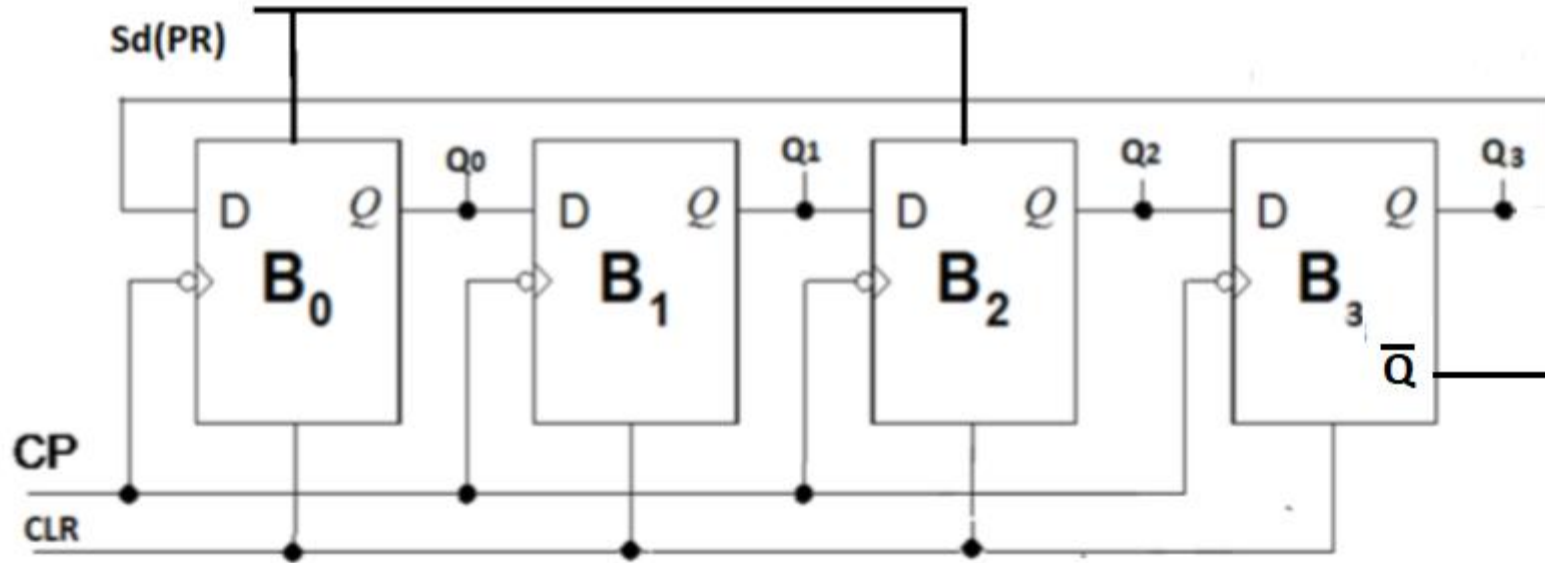 Sd(PR)
Q0 Q1 Q2 Q3
D Q D Q D Q D Q
B0 B1 B2 B3
Q̅
CP
CLR